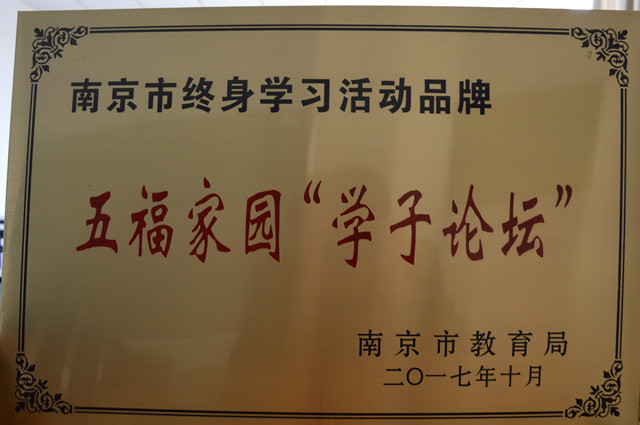 南京市终身学习活动品牌
五福家园“学子论坛”
南京市教育局
二〇一七年十月